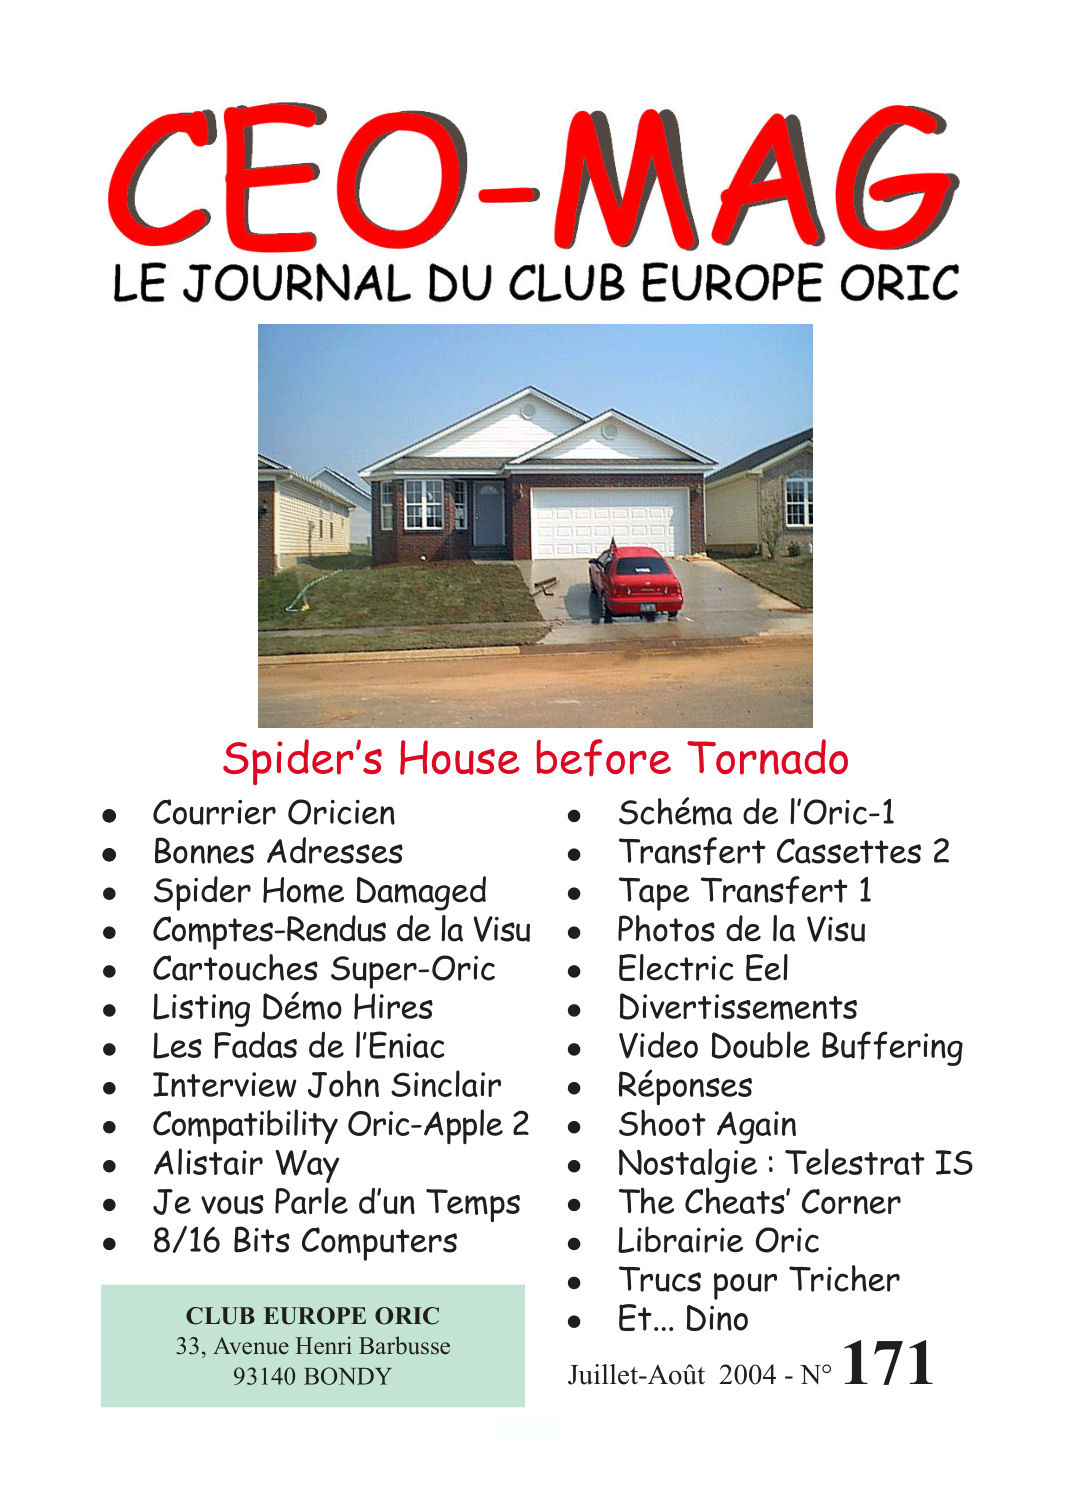 CEO-MAG
LE JOURNAL DU CLUB EUROPE ORIC
Spider's House before Tornado
• Courrier Oricien
• Bonnes Adresses
• Spider Home Damaged
• Comptes-Rendus de la Visu
• Cartouches Super-Oric
• Listing Démo Hires
• Les Fadas de l'Eniac
• Interview John Sinclair
• Compatibility Oric-Apple 2
• Alistair Way
• Je vous Parle d'un Temps
• 8/16 Bits Computers
• Schéma de l'Oric-1
• Transfert Cassettes 2
• Tape Transfert 1
• Photos de la Visu
• Electric Eel
• Divertissements
• Video Double Buffering
• Réponses
• Shoot Again
• Nostalgie : Telestrat IS
• The Cheats' Corner
• Librairie Oric
• Trucs pour Tricher
• Et... Dino
CLUB EUROPE ORIC
33, Avenue Henri Barbusse
93140 BONDY
Juillet-Août 2004 - N° 171